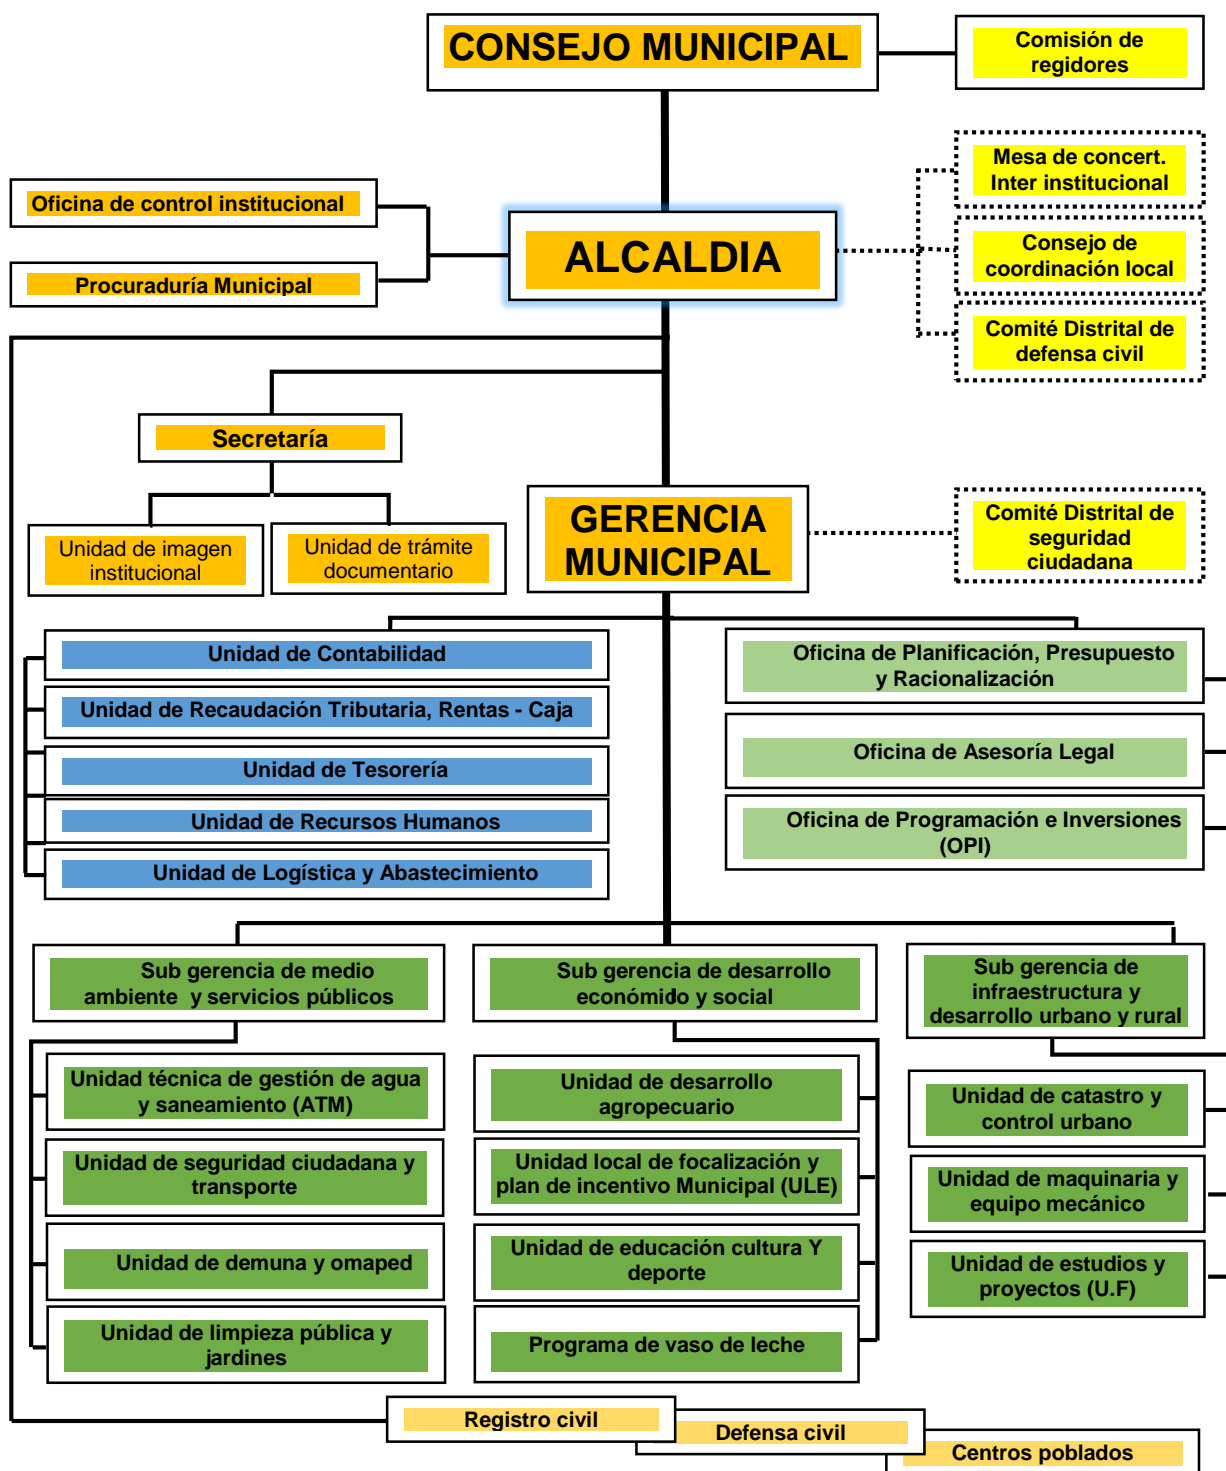 CONSEJO MUNICIPAL
Comisión de
regidores
Mesa de concert.
Inter institucional
Oficina de control institucional
ALCALDIA
Consejo de
coordinación local
Procuraduría Municipal
Comité Distrital de
defensa civil
Secretaría
GERENCIA
MUNICIPAL
Comité Distrital de
seguridad
ciudadana
Unidad de imagen
institucional
Unidad de trámite
documentario
Unidad de Contabilidad
Unidad de Recaudación Tributaria, Rentas - Caja
Unidad de Tesorería
Unidad de Recursos Humanos
Unidad de Logística y Abastecimiento
Oficina de Planificación, Presupuesto
y Racionalización
Oficina de Asesoría Legal
Oficina de Programación e Inversiones
(OPI)
Sub gerencia de medio
ambiente y servicios públicos
Sub gerencia de desarrollo
económido y social
Sub gerencia de
infraestructura y
desarrollo urbano y rural
Unidad técnica de gestión de agua
y saneamiento (ATM)
Unidad de seguridad ciudadana y
transporte
Unidad de demuna y omaped
Unidad de limpieza pública y
jardines
Unidad de desarrollo
agropecuario
Unidad local de focalización y
plan de incentivo Municipal (ULE)
Unidad de educación cultura Y
deporte
Programa de vaso de leche
Unidad de catastro y
control urbano
Unidad de maquinaria y
equipo mecánico
Unidad de estudios y
proyectos (U.F)
Registro civil
Defensa civil
Centros poblados